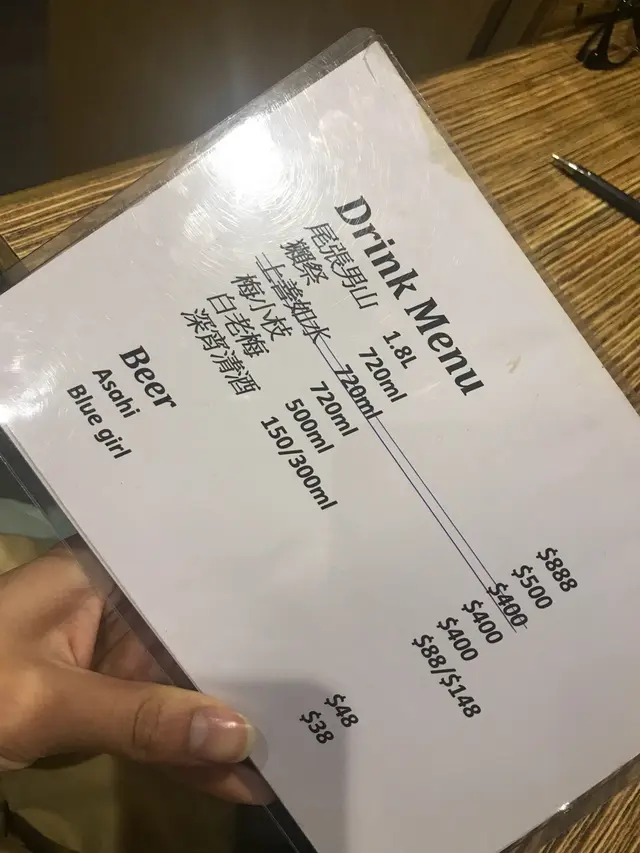 Drink Menu
尾張男山 1.8L $888
獺祭 720ml $500
上善如水 720ml $400
梅小枝 720ml $400
白老梅 500ml $400
深宵清酒 150/300ml $88/$148
Beer
Asahi $48
Blue girl $38